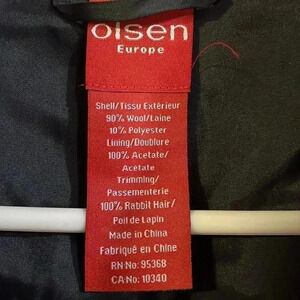 olsen
Europe
Shell/Tissu Extérieur
90% Wool/Laine
10% Polyester
Lining/Doublure
100% Acetate/
Acétate
Trimming/
Passementerie
100% Rabbit Hair/
Poil de Lapin
Made in China
Fabriqué en Chine
RN No: 95368
CA No: 10340